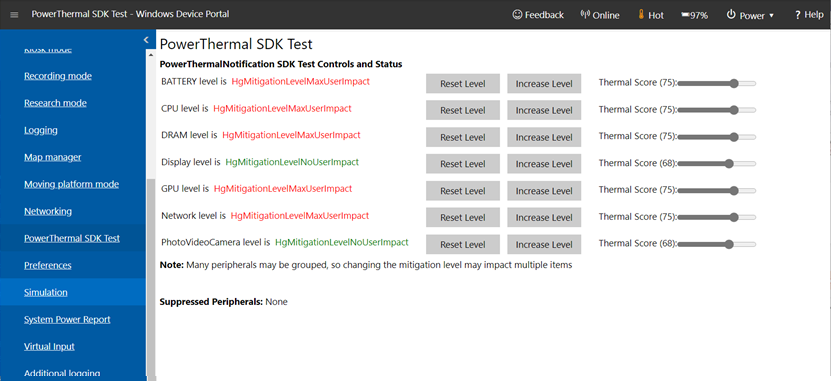 PowerThermal SDK Test - Windows Device Portal
Feedback
Online
Hot
97%
Power
Help
Kiosk mode
Recording mode
Research mode
Logging
Map manager
Moving platform mode
Networking
PowerThermal SDK Test
Preferences
Simulation
System Power Report
Virtual Input
Additional logging
PowerThermal SDK Test
PowerThermalNotification SDK Test Controls and Status
BATTERY level is HgMitigationLevelMaxUserImpact Reset Level Increase Level Thermal Score (75):
CPU level is HgMitigationLevelMaxUserImpact Reset Level Increase Level Thermal Score (75):
DRAM level is HgMitigationLevelMaxUserImpact Reset Level Increase Level Thermal Score (75):
Display level is HgMitigationLevelNoUserImpact Reset Level Increase Level Thermal Score (68):
GPU level is HgMitigationLevelMaxUserImpact Reset Level Increase Level Thermal Score (75):
Network level is HgMitigationLevelMaxUserImpact Reset Level Increase Level Thermal Score (75):
PhotoVideoCamera level is HgMitigationLevelNoUserImpact Reset Level Increase Level Thermal Score (68):
Note: Many peripherals may be grouped, so changing the mitigation level may impact multiple items
Suppressed Peripherals: None